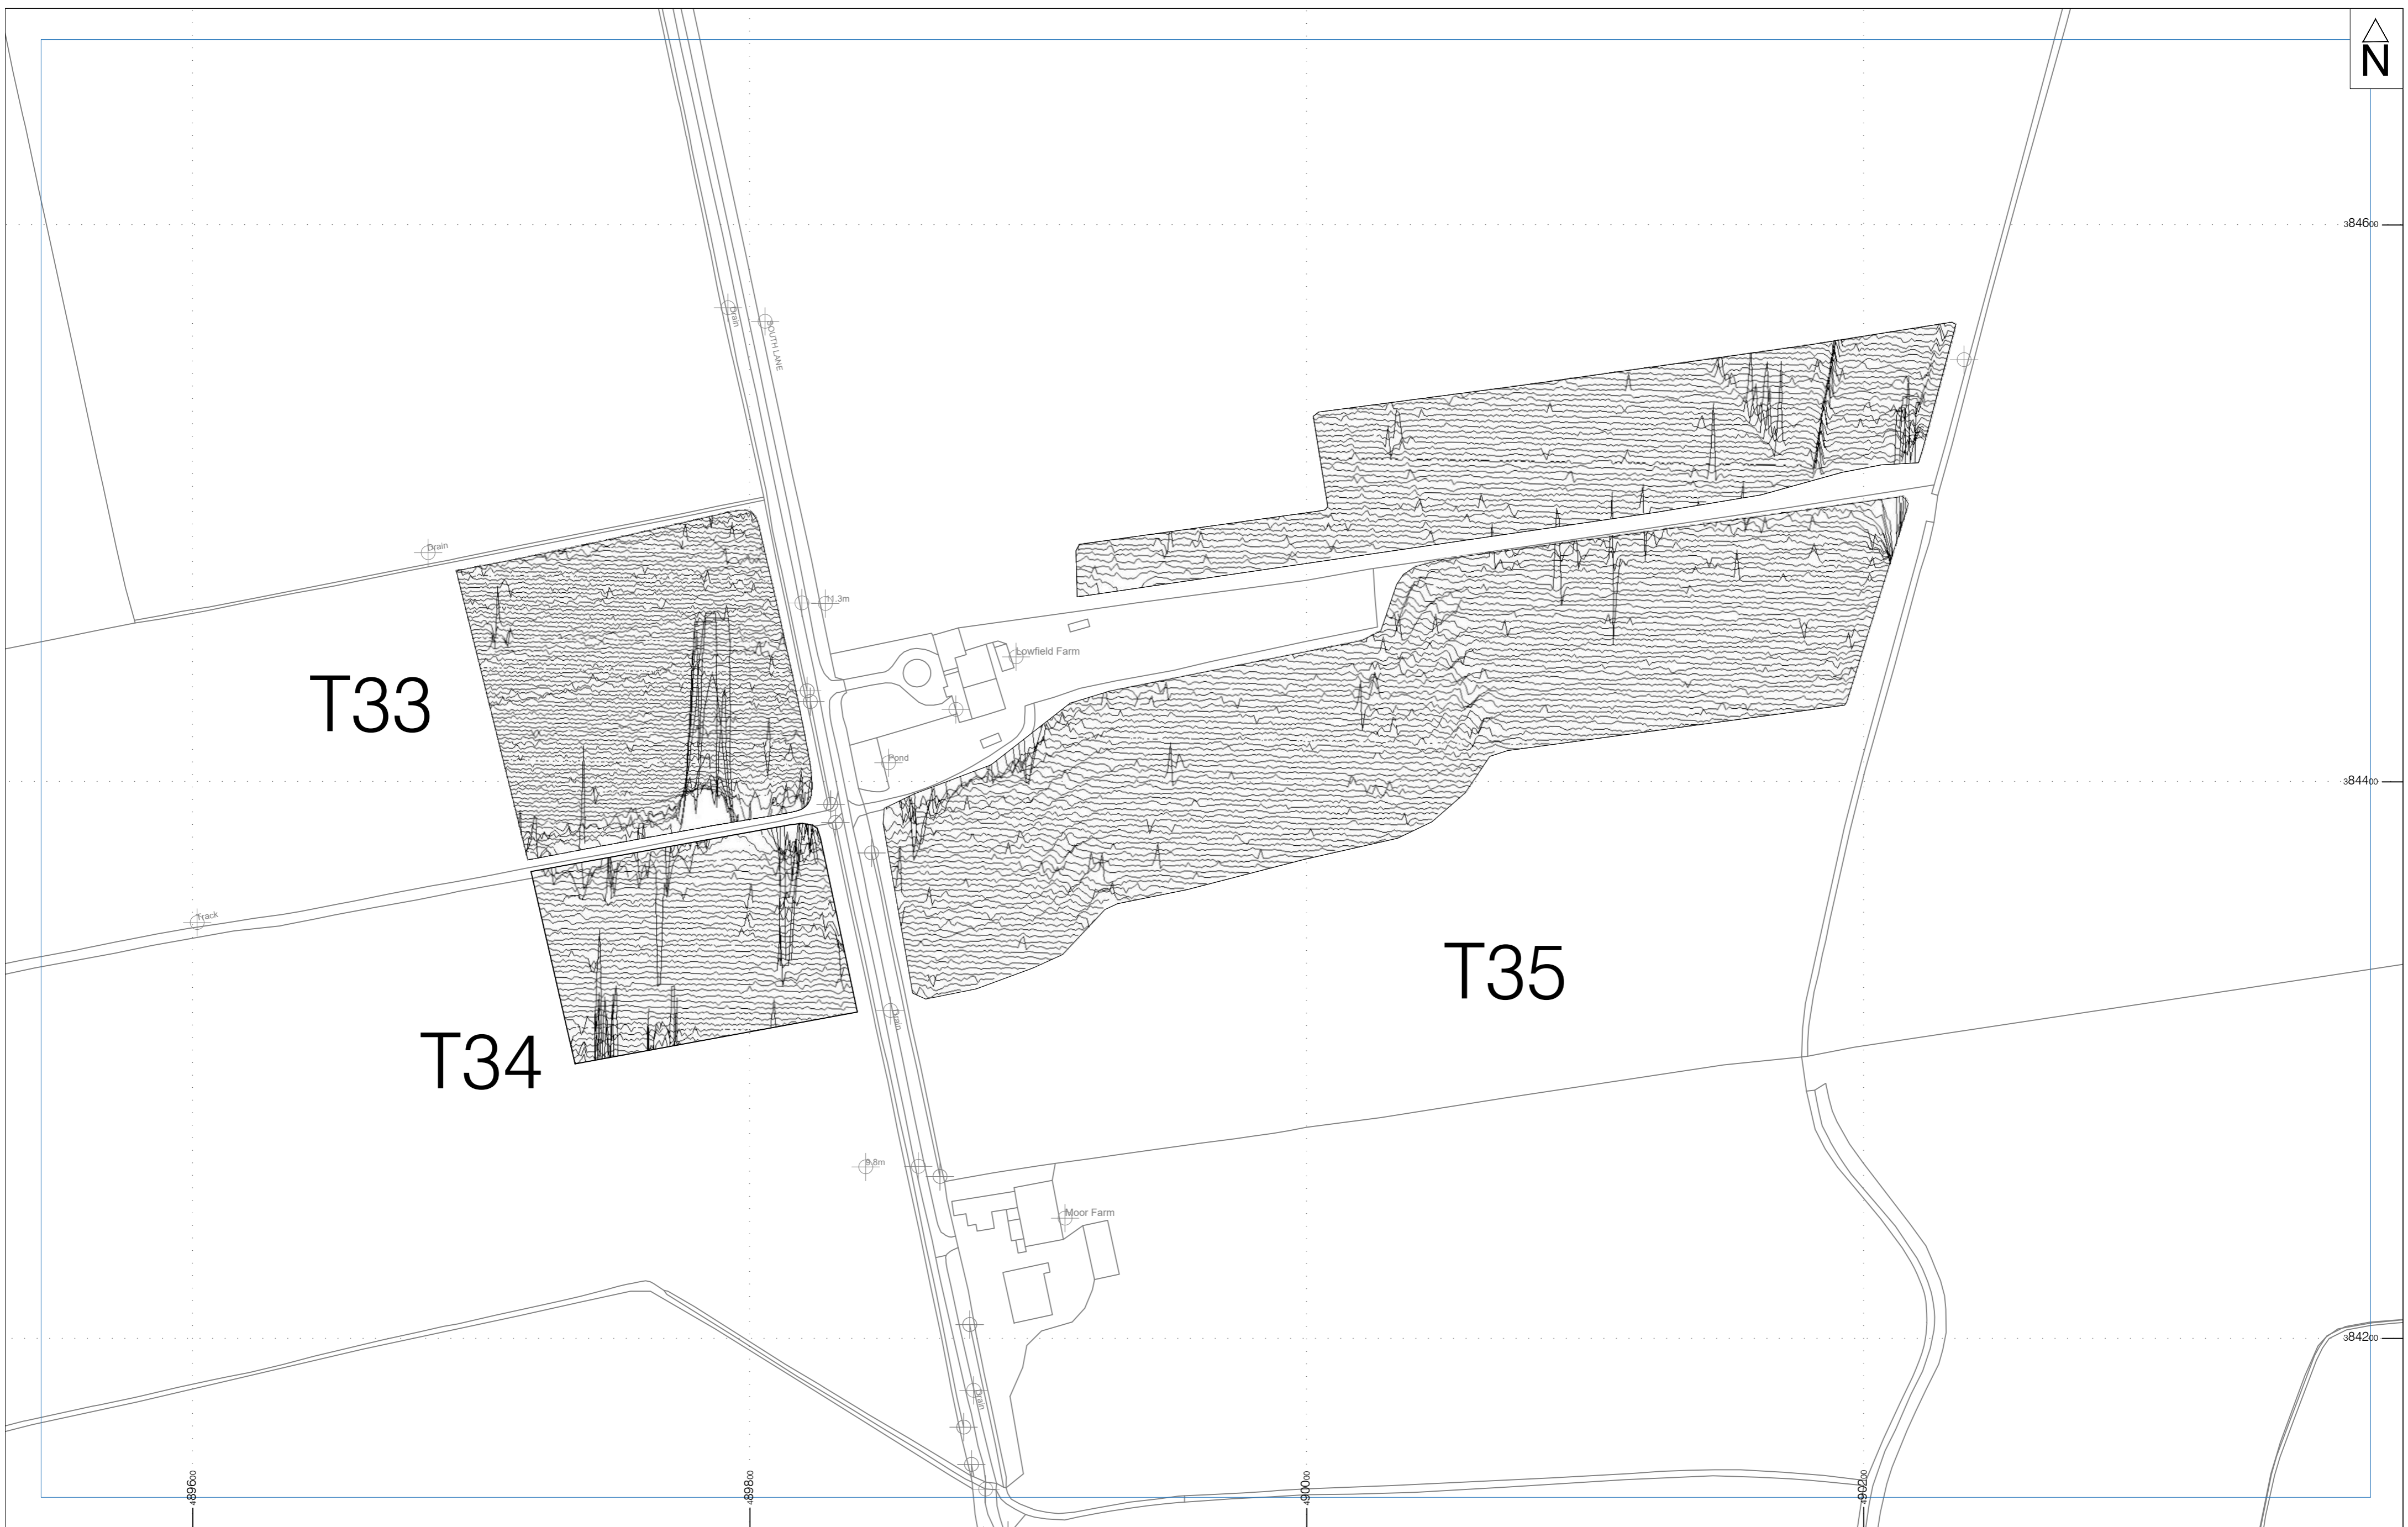 N
384600
Drain
SOUTH LANE
Drain
11.3m
Lowfield Farm
T33
Pond
384400
Track
T35
Drain
T34
9.8m
Moor Farm
384200
Drain
489600
489800
490000
490200